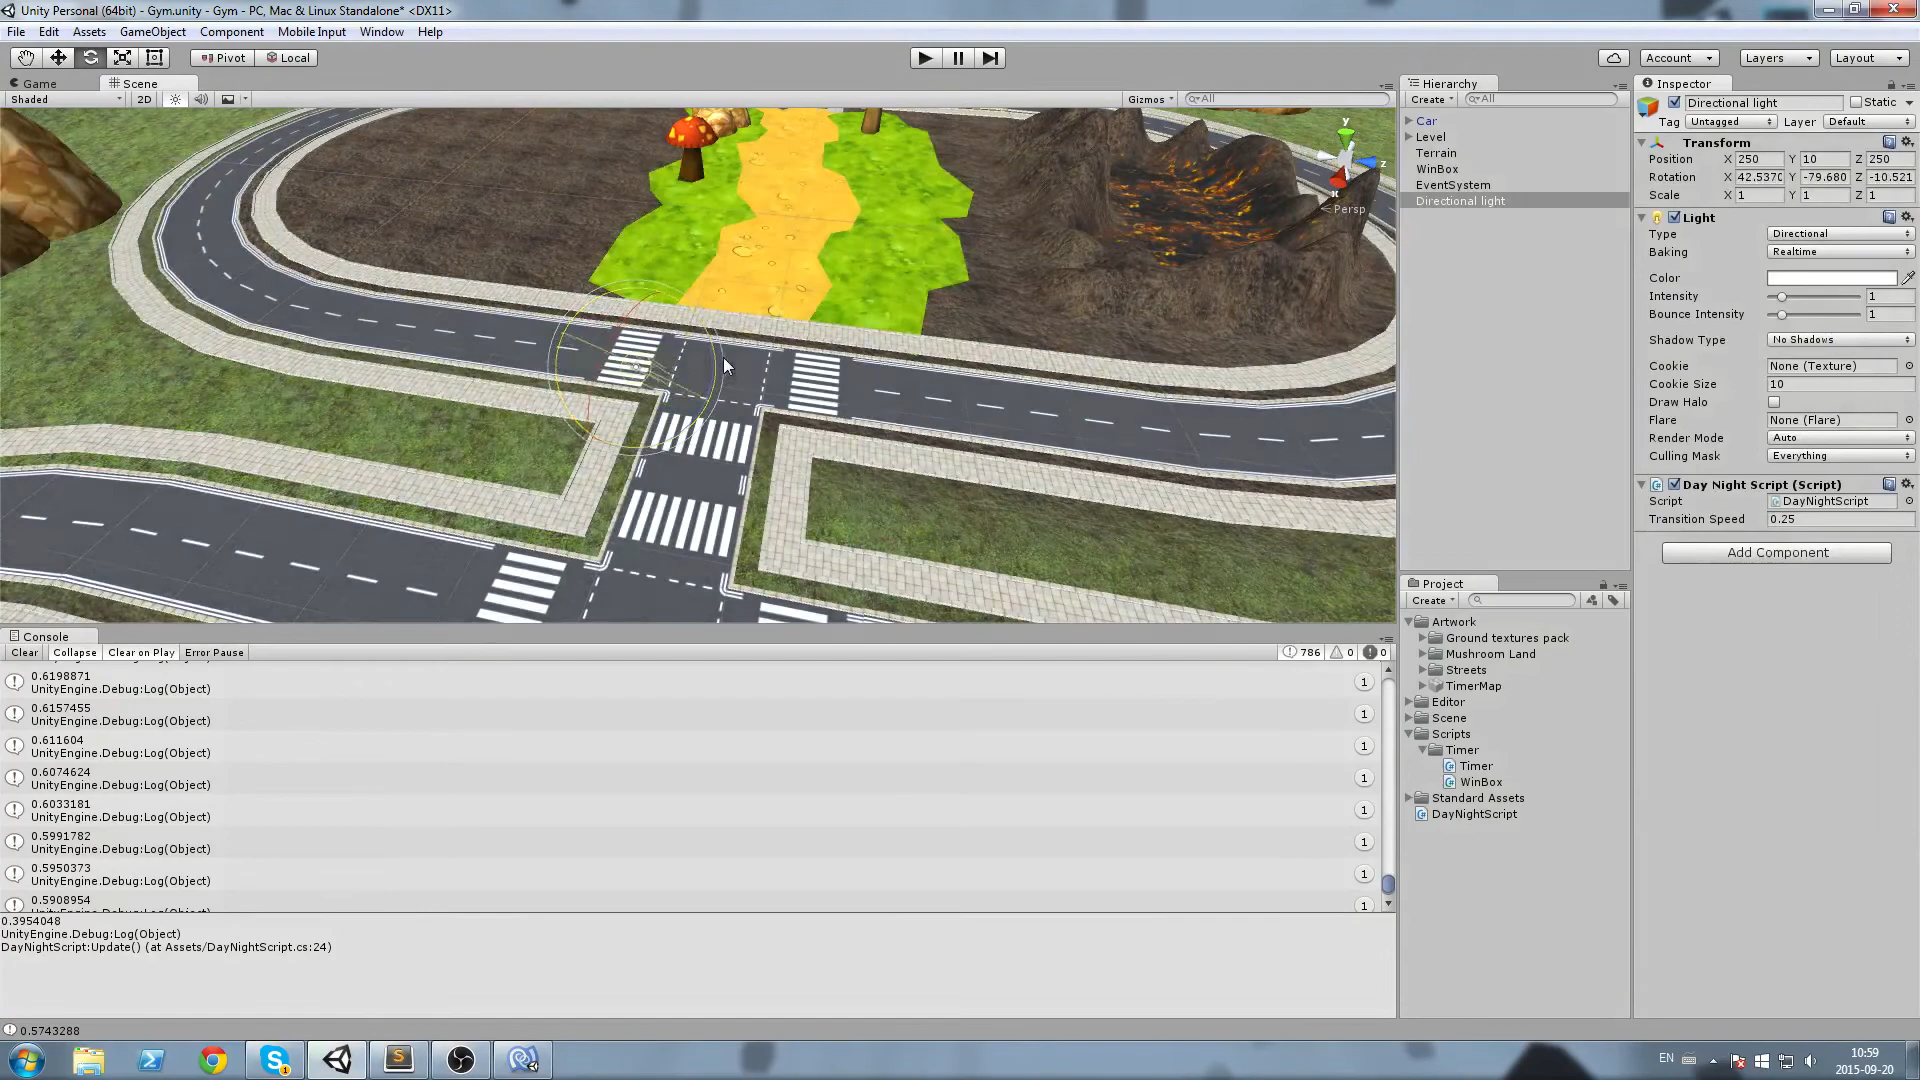 Unity Personal (64bit) - Gym.unity - Gym - PC, Mac & Linux Standalone* <DX11>
File Edit Assets GameObject Component Mobile Input Window Help
Pivot Local Account Layers Layout
Game Scene
Shaded 2D Gizmos All
y
z
x
Persp
Hierarchy
Create All
Car
Level
Terrain
WinBox
EventSystem
Directional light
Inspector
Directional light Static
Tag Untagged Layer Default
Transform
Position X 250 Y 10 Z 250
Rotation X 42.5370 Y -79.680 Z -10.521
Scale X 1 Y 1 Z 1
Light
Type Directional
Baking Realtime
Color
Intensity 1
Bounce Intensity 1
Shadow Type No Shadows
Cookie None (Texture)
Cookie Size 10
Draw Halo
Flare None (Flare)
Render Mode Auto
Culling Mask Everything
Day Night Script (Script)
Script DayNightScript
Transition Speed 0.25
Add Component
Project
Create
Artwork
Ground textures pack
Mushroom Land
Streets
TimerMap
Editor
Scene
Scripts
Timer
Timer
WinBox
Standard Assets
DayNightScript
Console
Clear Collapse Clear on Play Error Pause 786 0 0
0.6198871
UnityEngine.Debug:Log(Object) 1
0.6157455
UnityEngine.Debug:Log(Object) 1
0.611604
UnityEngine.Debug:Log(Object) 1
0.6074624
UnityEngine.Debug:Log(Object) 1
0.6033181
UnityEngine.Debug:Log(Object) 1
0.5991782
UnityEngine.Debug:Log(Object) 1
0.5950373
UnityEngine.Debug:Log(Object) 1
0.5908954 1
0.3954048
UnityEngine.Debug:Log(Object)
DayNightScript:Update() (at Assets/DayNightScript.cs:24)
0.5743288
EN 10:59
2015-09-20